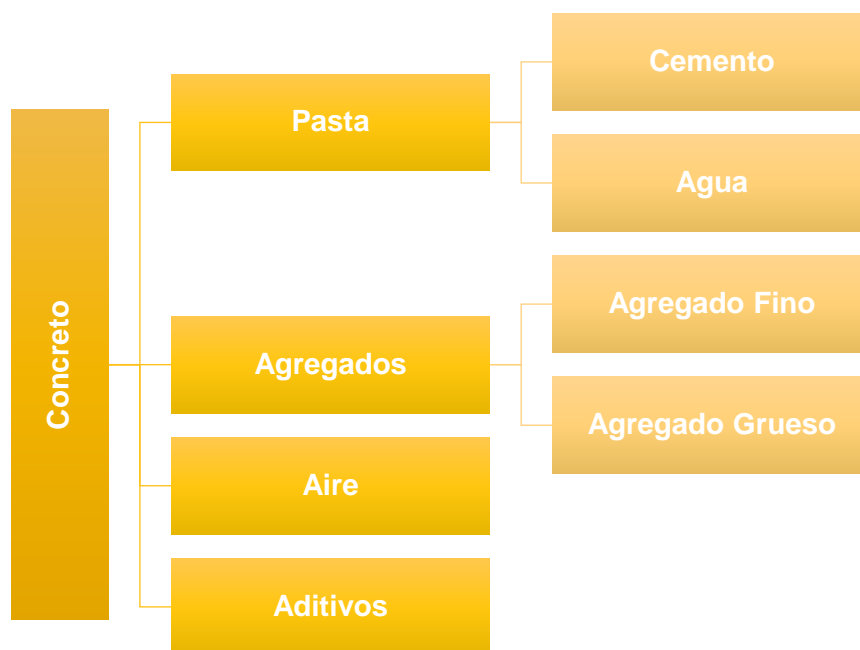 Concreto
Pasta
Cemento
Agua
Agregados
Agregado Fino
Agregado Grueso
Aire
Aditivos